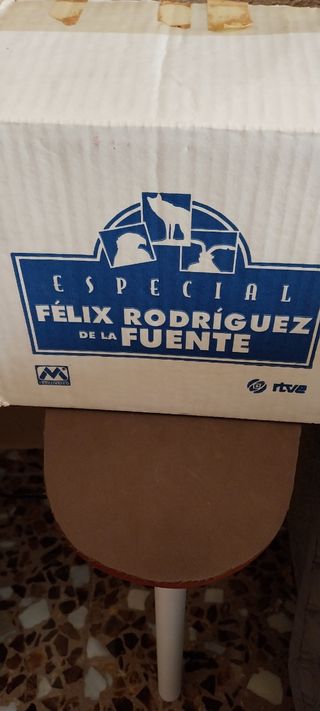 ESPECIAL
FÉLIX RODRÍGUEZ
DE LA FUENTE
rtve